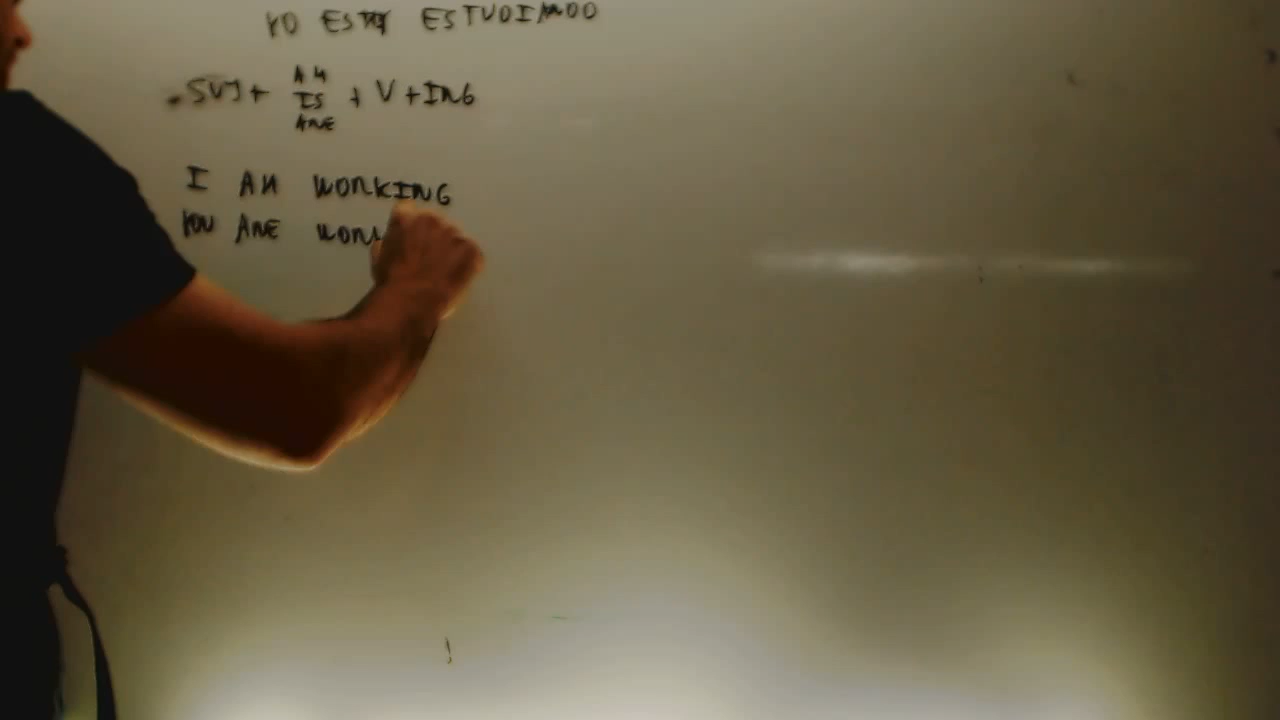 YO ESTOY ESTUDIANDO
. SUJ + AM IS ARE + V + ING
I AM WORKING
YOU ARE WORK